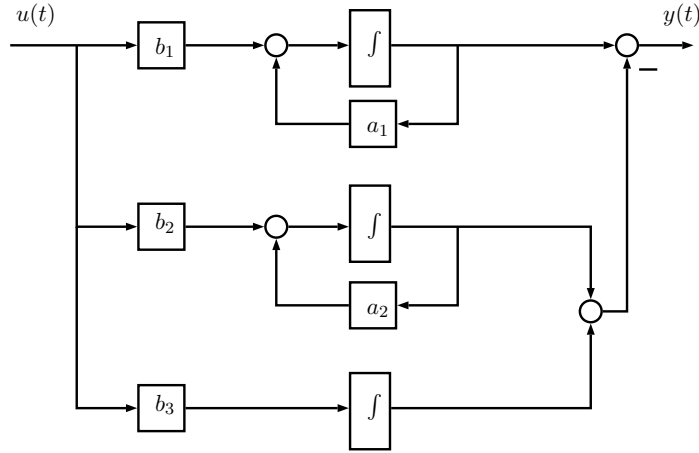 u(t) y(t)
b₁ ∫
a₁
−
b₂ ∫
a₂
b₃ ∫